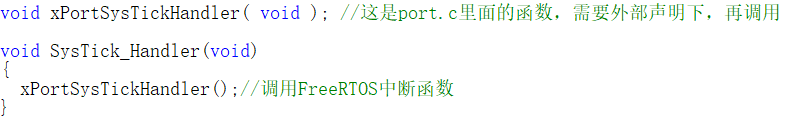 void xPortSysTickHandler( void ); //这是port.c里面的函数，需要外部声明下，再调用
void SysTick_Handler(void)
{
  xPortSysTickHandler();//调用FreeRTOS中断函数
}